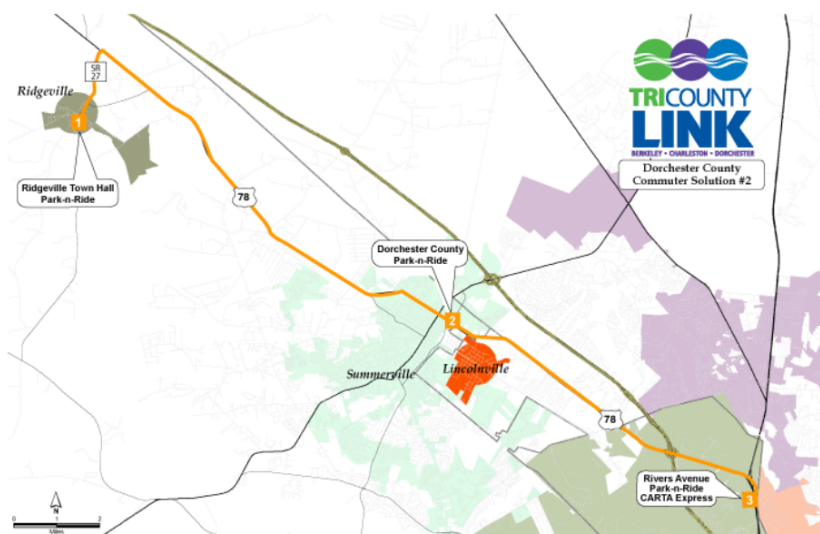 SR
27
Ridgeville
1
Ridgeville Town Hall
Park-n-Ride
78
TRICOUNTY
LINK
BERKELEY • CHARLESTON • DORCHESTER
Dorchester County
Commuter Solution #2
Dorchester County
Park-n-Ride
2
Summerville
Lincolnville
78
Rivers Avenue
Park-n-Ride
CARTA Express
3
N
0 1 2
Miles